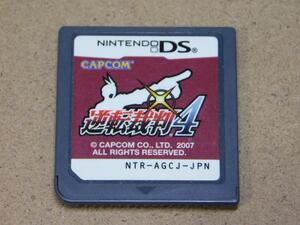 NINTENDO DS
CAPCOM
逆転裁判4
© CAPCOM CO., LTD. 2007
ALL RIGHTS RESERVED.
NTR-AGCJ-JPN